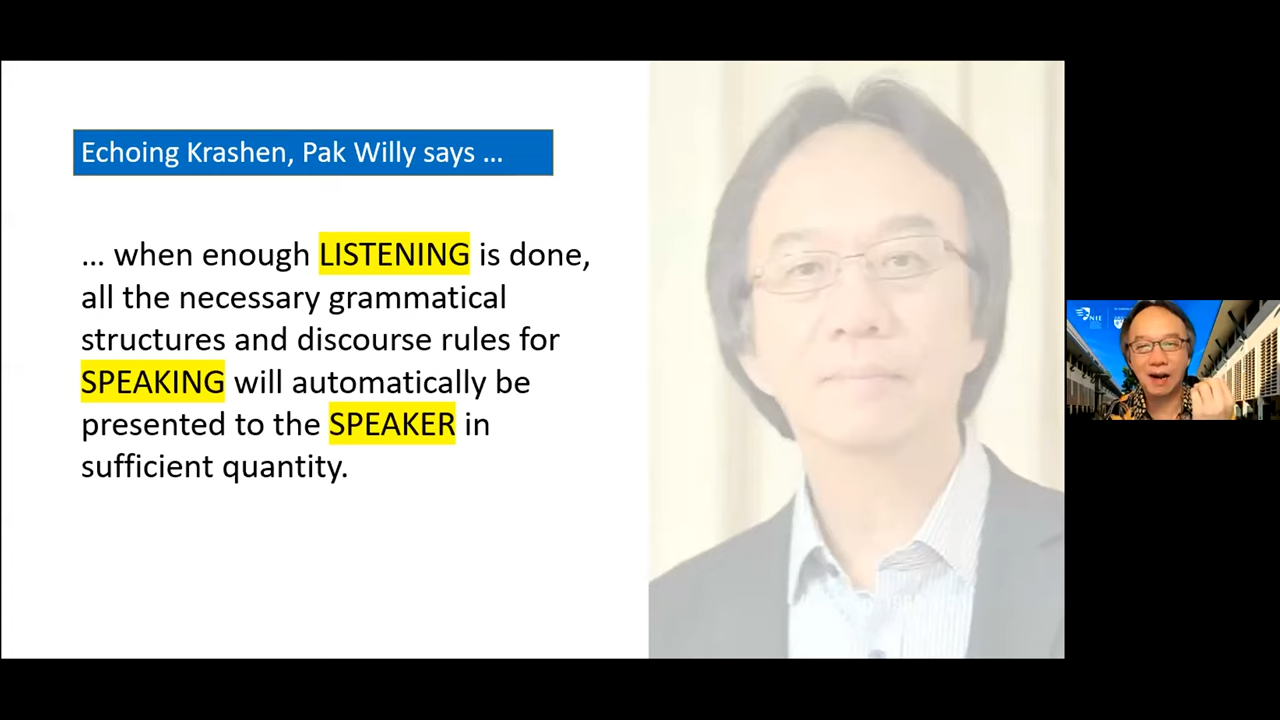 Echoing Krashen, Pak Willy says ...
... when enough LISTENING is done,
all the necessary grammatical
structures and discourse rules for
SPEAKING will automatically be
presented to the SPEAKER in
sufficient quantity.
NIE